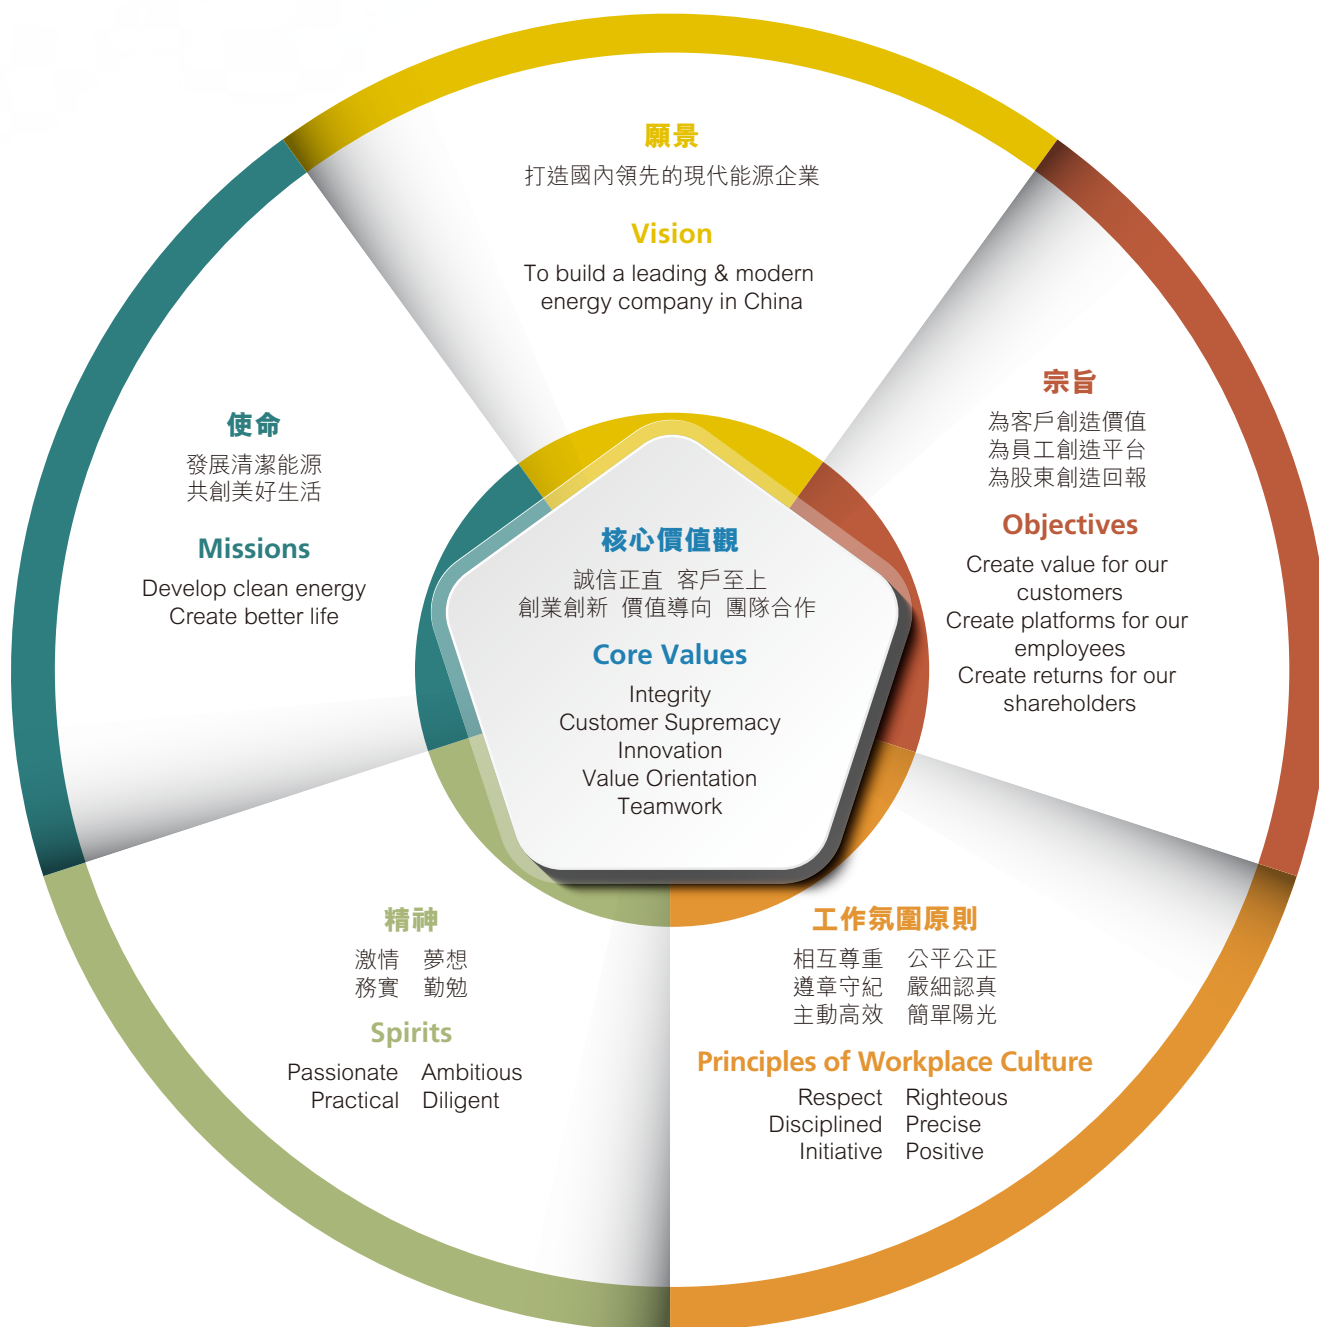 願景
打造國內領先的現代能源企業
Vision
To build a leading & modern
energy company in China
宗旨
為客戶創造價值
為員工創造平台
為股東創造回報
Objectives
Create value for our
customers
Create platforms for our
employees
Create returns for our
shareholders
使命
發展清潔能源
共創美好生活
Missions
Develop clean energy
Create better life
核心價值觀
誠信正直 客戶至上
創業創新 價值導向 團隊合作
Core Values
Integrity
Customer Supremacy
Innovation
Value Orientation
Teamwork
精神
激情 夢想
務實 勤勉
Spirits
Passionate Ambitious
Practical Diligent
工作氛圍原則
相互尊重 公平公正
遵章守紀 嚴細認真
主動高效 簡單陽光
Principles of Workplace Culture
Respect Righteous
Disciplined Precise
Initiative Positive